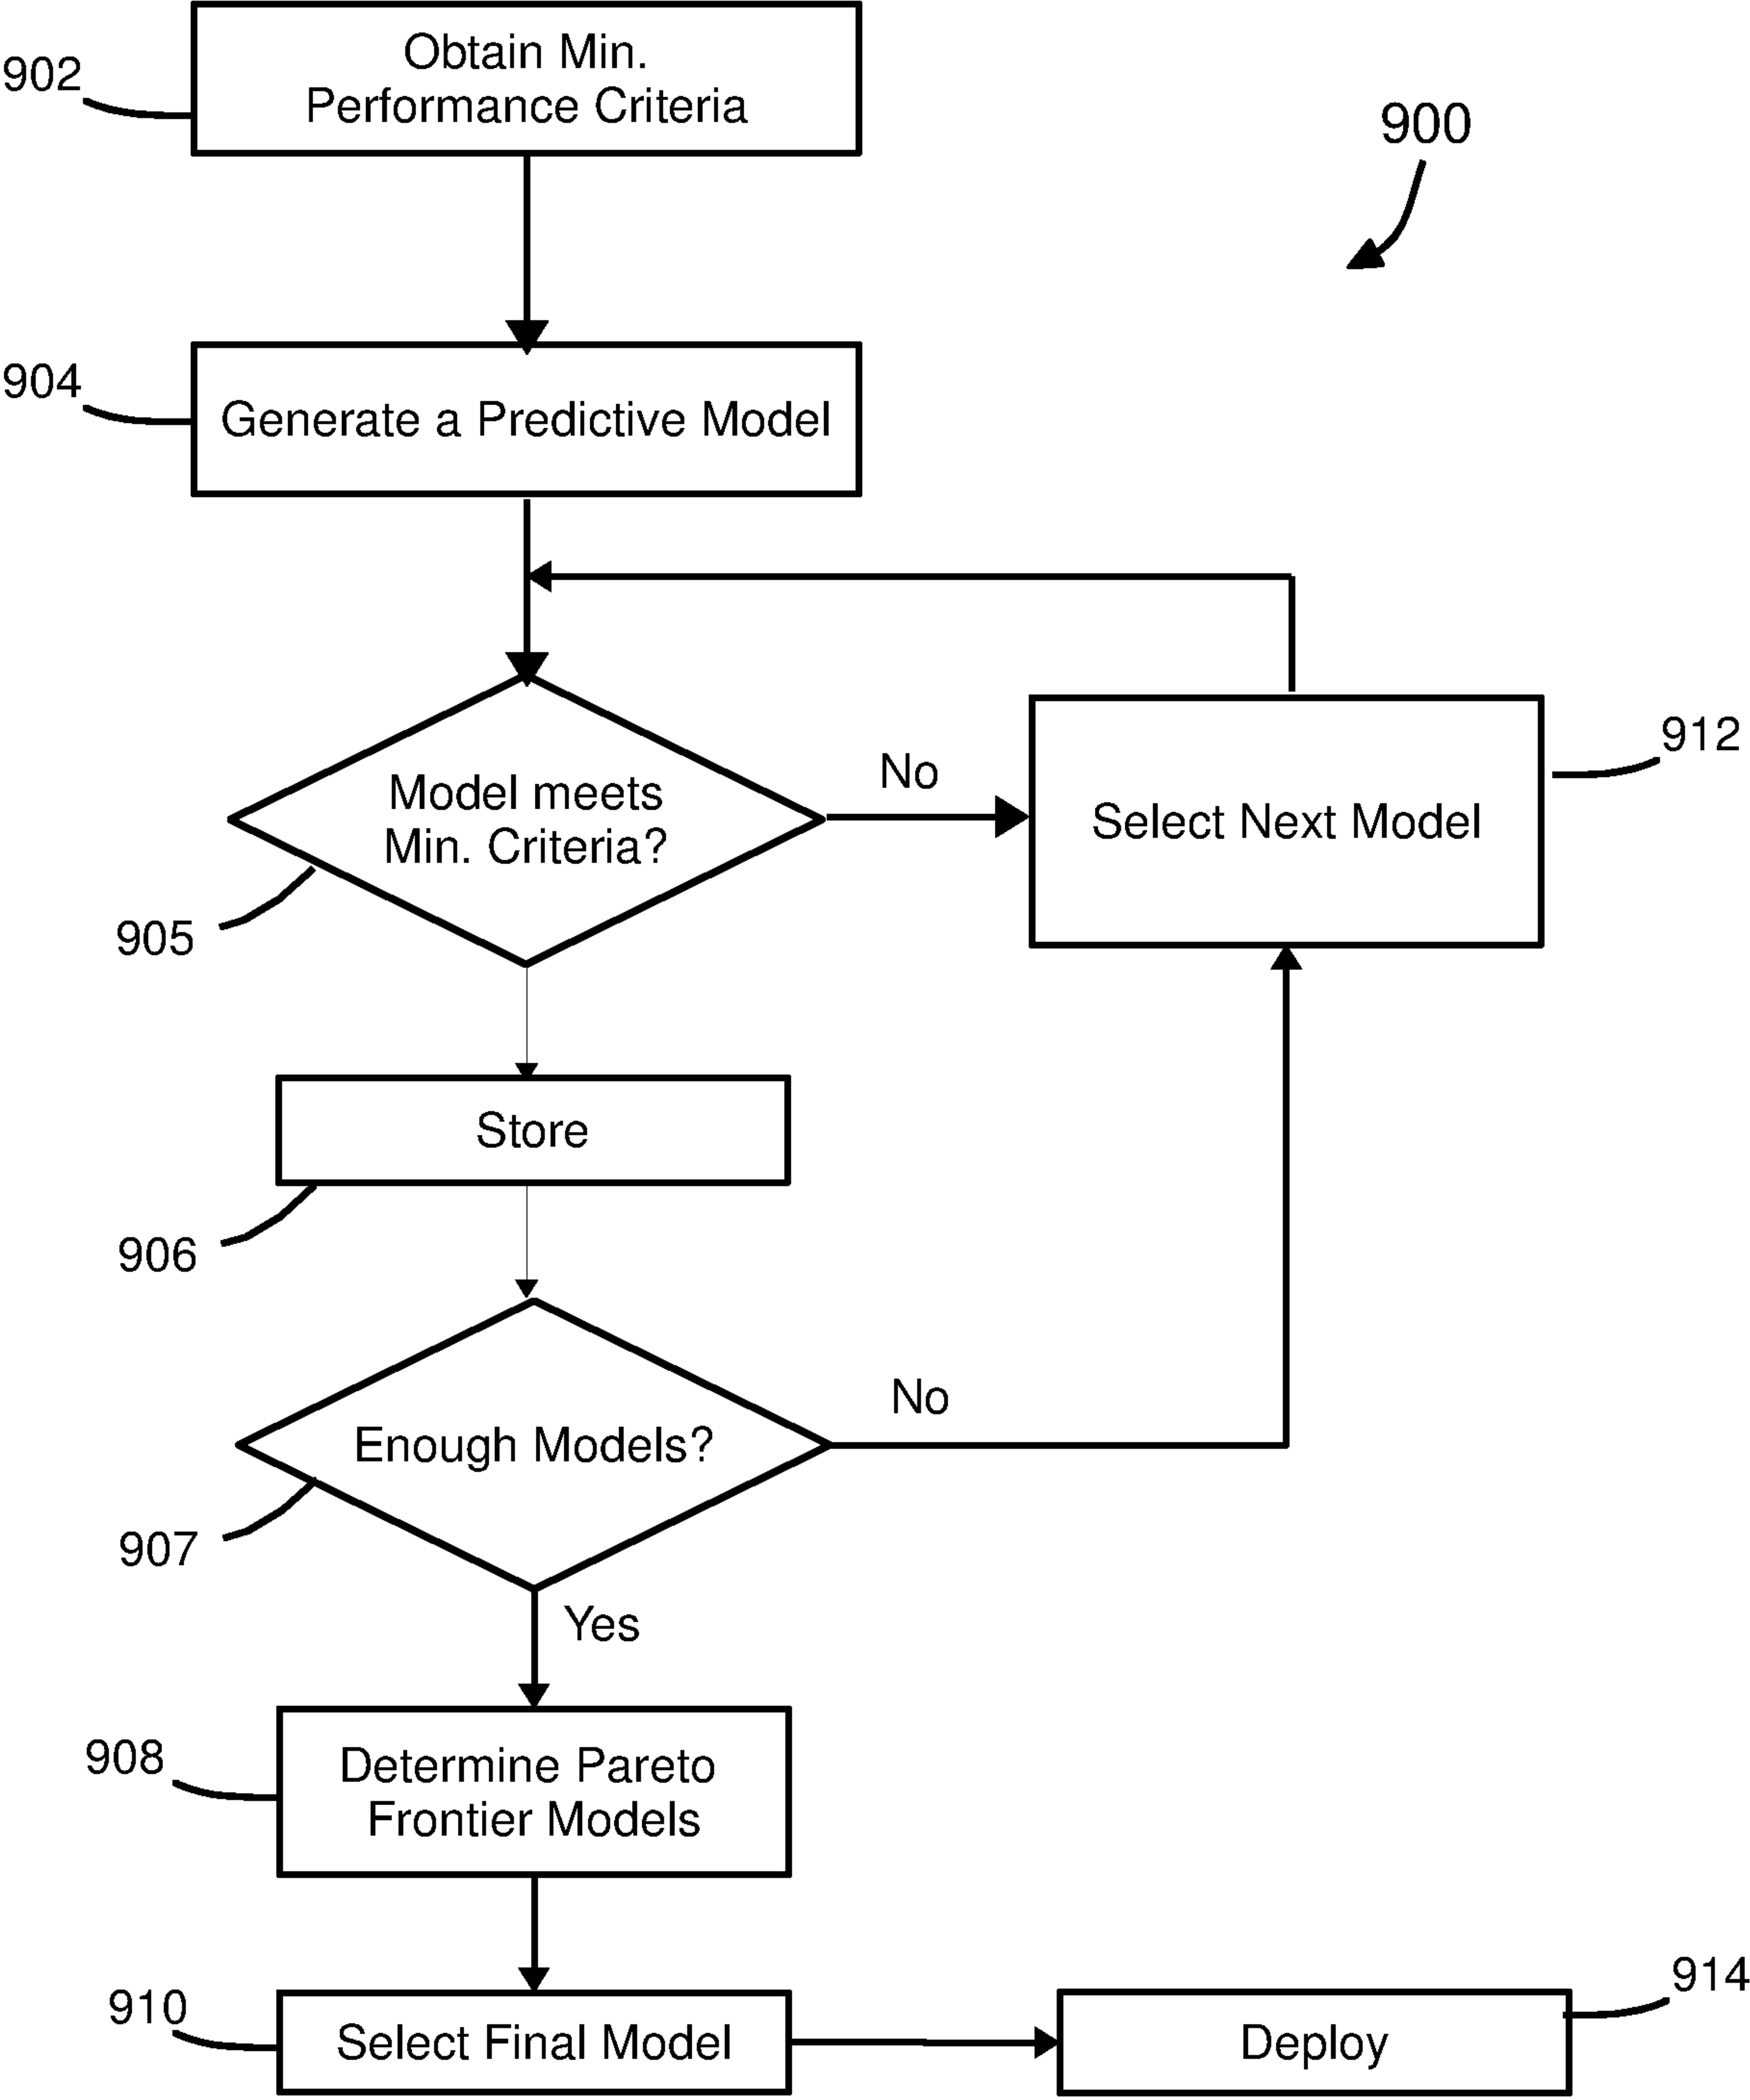 Obtain Min.
Performance Criteria
902
900
904
Generate a Predictive Model
912
No
Model meets
Min. Criteria?
Select Next Model
905
Store
906
No
Enough Models?
907
Yes
908
Determine Pareto
Frontier Models
914
910
Select Final Model
Deploy